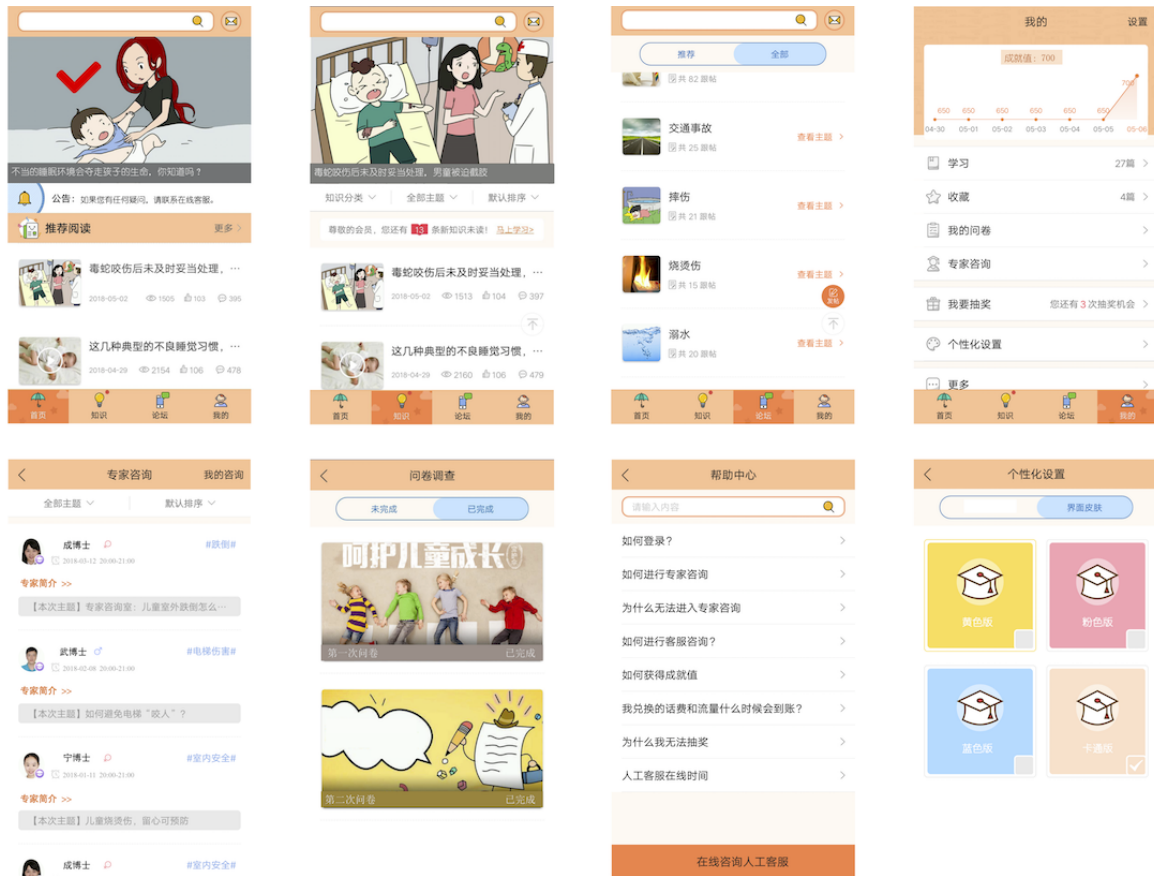 不当的睡眠环境会夺走孩子的生命，你知道吗？
公告：如果您有任何疑问，请联系在线客服。
推荐阅读
更多
毒蛇咬伤后未及时妥当处理，…
2018-05-02 1505 103 395
这几种典型的不良睡觉习惯，…
2018-04-29 2154 106 478
首页 知识 论坛 我的
毒蛇咬伤后未及时妥当处理，男童被迫截肢
知识分类 全部主题 默认排序
尊敬的会员，您还有 13 条新知识未读！ 马上学习>
毒蛇咬伤后未及时妥当处理，…
2018-05-02 1513 104 397
这几种典型的不良睡觉习惯，…
2018-04-29 2160 106 479
首页 知识 论坛 我的
推荐 全部
共 82 跟帖
交通事故
共 25 跟帖
查看主题
摔伤
共 21 跟帖
查看主题
烧烫伤
共 15 跟帖
查看主题
发帖
溺水
共 20 跟帖
查看主题
首页 知识 论坛 我的
我的 设置
成就值：700
700
650 650 650 650 650 650
04-30 05-01 05-02 05-03 05-04 05-05 05-06
学习 27篇
收藏 4篇
我的问卷
专家咨询
我要抽奖 您还有 3 次抽奖机会
个性化设置
更多
首页 知识 论坛 我的
专家咨询 我的咨询
全部主题 默认排序
成博士 #跌倒#
2018-03-12 20:00-21:00
专家简介 >>
【本次主题】专家咨询室：儿童室外跌倒怎么…
武博士 #电梯伤害#
2018-02-08 20:00-21:00
专家简介 >>
【本次主题】如何避免电梯“咬人”？
宁博士 #室内安全#
2018-01-11 20:00-21:00
专家简介 >>
【本次主题】儿童烧烫伤，留心可预防
成博士 #室内安全#
问卷调查
未完成 已完成
呵护儿童成长
第一次问卷 已完成
第二次问卷 已完成
帮助中心
请输入内容
如何登录？
如何进行专家咨询
为什么无法进入专家咨询
如何进行客服咨询？
如何获得成就值
我兑换的话费和流量什么时候会到账？
为什么我无法抽奖
人工客服在线时间
在线咨询人工客服
个性化设置
界面皮肤
黄色版 粉色版
蓝色版 卡通版